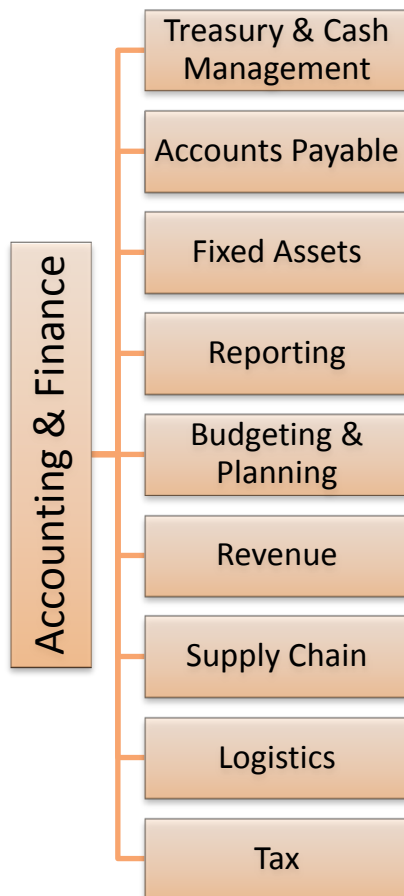 Accounting & Finance
Treasury & Cash
Management
Accounts Payable
Fixed Assets
Reporting
Budgeting &
Planning
Revenue
Supply Chain
Logistics
Tax